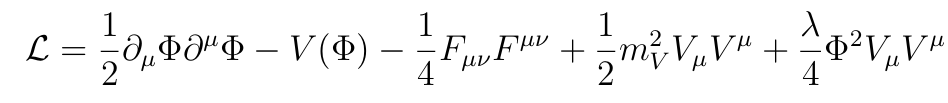 $\mathcal{L} = \frac{1}{2} \partial_\mu \Phi \partial^\mu \Phi - V(\Phi) - \frac{1}{4} F_{\mu\nu} F^{\mu\nu} + \frac{1}{2} m_V^2 V_\mu V^\mu + \frac{\lambda}{4} \Phi^2 V_\mu V^\mu$